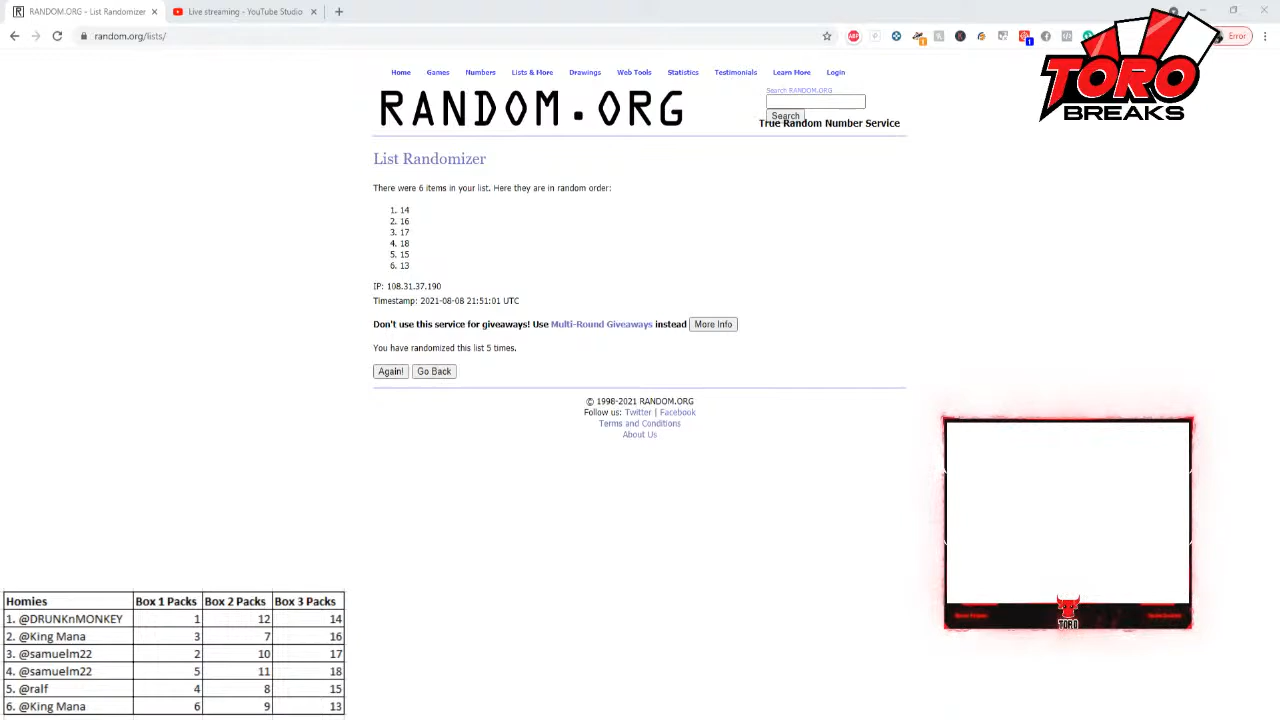 RANDOM.ORG - List Randomizer
Live streaming - YouTube Studio
random.org/lists/
ABP
1
1
Error
TORO
BREAKS
Home Games Numbers Lists & More Drawings Web Tools Statistics Testimonials Learn More Login
RANDOM.ORG
Search RANDOM.ORG
Search
True Random Number Service
List Randomizer
There were 6 items in your list. Here they are in random order:
1. 14
2. 16
3. 17
4. 18
5. 15
6. 13
IP: 108.31.37.190
Timestamp: 2021-08-08 21:51:01 UTC
Don't use this service for giveaways! Use Multi-Round Giveaways instead More Info
You have randomized this list 5 times.
Again! Go Back
© 1998-2021 RANDOM.ORG
Follow us: Twitter | Facebook
Terms and Conditions
About Us
Homies Box 1 Packs Box 2 Packs Box 3 Packs
1. @DRUNKnMONKEY 1 12 14
2. @King Mana 3 7 16
3. @samuelm22 2 10 17
4. @samuelm22 5 11 18
5. @ralf 4 8 15
6. @King Mana 6 9 13
TORO